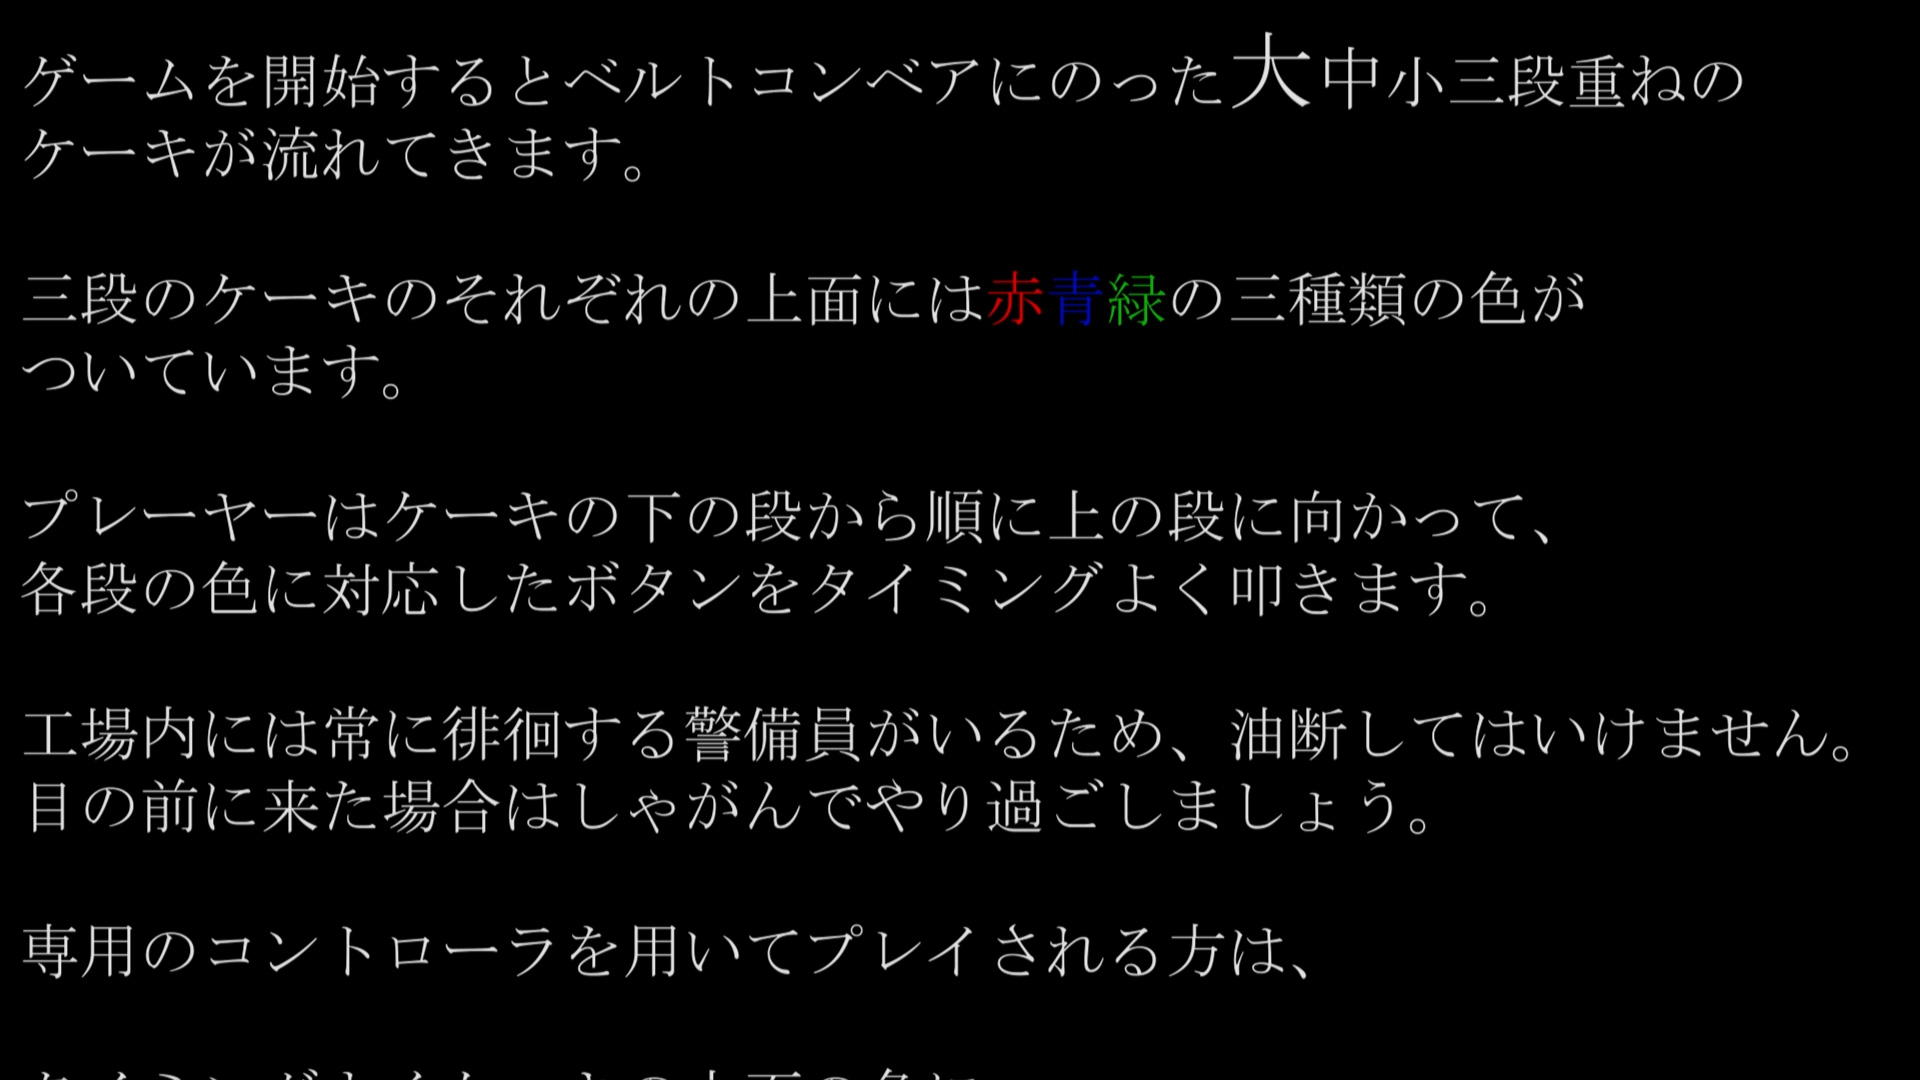 ゲームを開始するとベルトコンベアにのった大中小三段重ねの
ケーキが流れてきます。
三段のケーキのそれぞれの上面には赤青緑の三種類の色が
ついています。
プレーヤーはケーキの下の段から順に上の段に向かって、
各段の色に対応したボタンをタイミングよく叩きます。
工場内には常に徘徊する警備員がいるため、油断してはいけません。
目の前に来た場合はしゃがんでやり過ごしましょう。
専用のコントローラを用いてプレイされる方は、